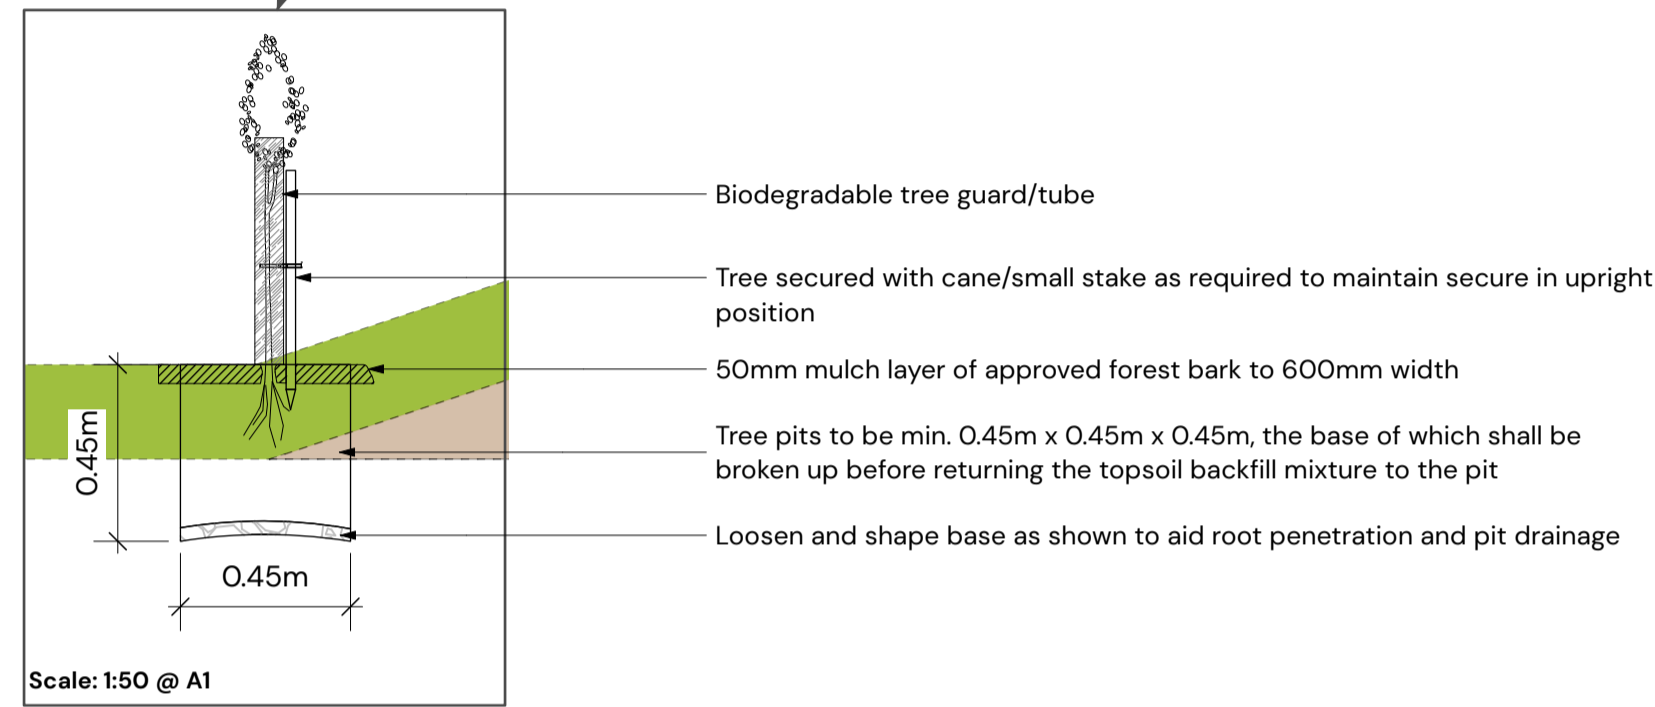 Biodegradable tree guard/tube
Tree secured with cane/small stake as required to maintain secure in upright
position
50mm mulch layer of approved forest bark to 600mm width
Tree pits to be min. 0.45m x 0.45m x 0.45m, the base of which shall be
broken up before returning the topsoil backfill mixture to the pit
0.45m
Loosen and shape base as shown to aid root penetration and pit drainage
0.45m
Scale: 1:50 @ A1